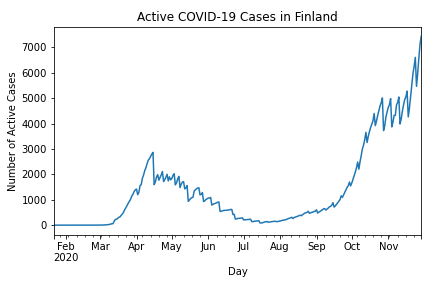 Active COVID-19 Cases in Finland
Number of Active Cases
7000
6000
5000
4000
3000
2000
1000
0
Feb Mar Apr May Jun Jul Aug Sep Oct Nov
2020
Day